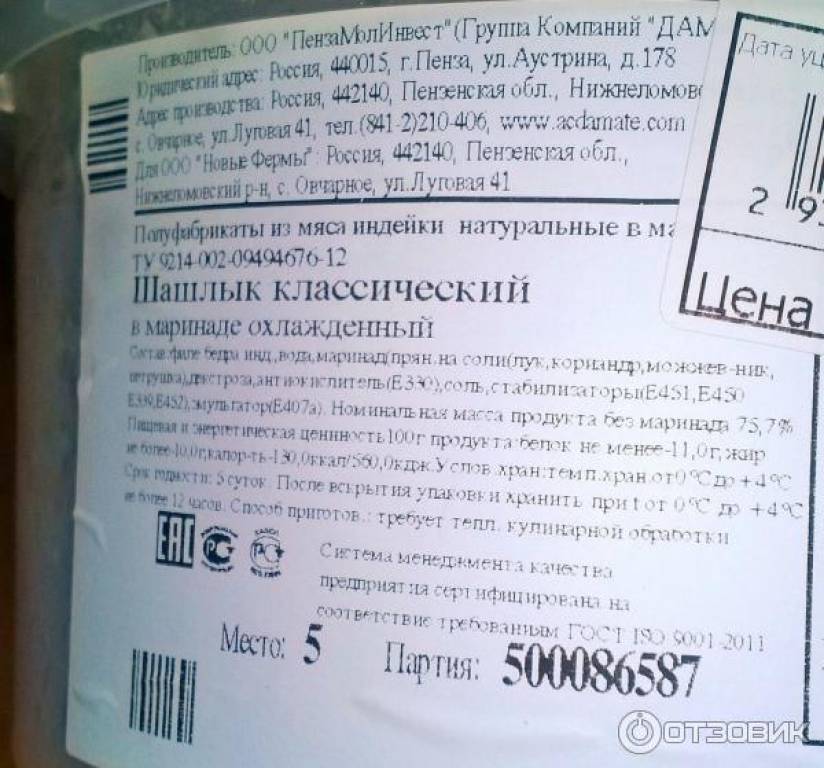 Производитель: ООО "ПензаМолИнвест" (Группа Компаний "ДАМ
Юридический адрес: Россия, 440015, г.Пенза, ул.Аустрина, д.178
Адрес производства: Россия, 442140, Пензенская обл., Нижнеломов
с. Овчарное, ул.Луговая 41, тел.(841-2)210-406, www.acdamate.com
Для ООО "Новые Фермы": Россия, 442140, Пензенская обл.,
Нижнеломовский р-н, с. Овчарное, ул.Луговая 41
Полуфабрикаты из мяса индейки натуральные в ма
ТУ 9214-002-09494676-12
Шашлык классический
в маринаде охлажденный
Состав:филе бедра инд.,вода,маринад(прян.на соли(лук,кориандр,можжев-ник,
петрушка),декстроза,антиокислитель(Е330),соль,стабилизаторы(Е451,Е450
Е339,Е452),эмульгатор(Е407а). Номинальная масса продукта без маринада 75,7%
Пищевая и энергетическая ценность100г продукта:белок не менее-11,0г,жир
не более-10,0г,калор-ть-130,0ккал/560,0кдж.Услов.хран:темп.хран.от0°Сдо +4°С
Срок годности: 5 суток. После вскрытия упаковки хранить при t от 0°С до +4°С
не более 12 часов. Способ приготов.: требует тепл. кулинарной обработки
ЕАС
Система менеджмента качества
предприятия сертифицирована на
соответствие требованиям ГОСТ ISO 9001-2011
Место: 5 Партия: 500086587
Дата уц
2 9
Цена
ОТЗОВИК